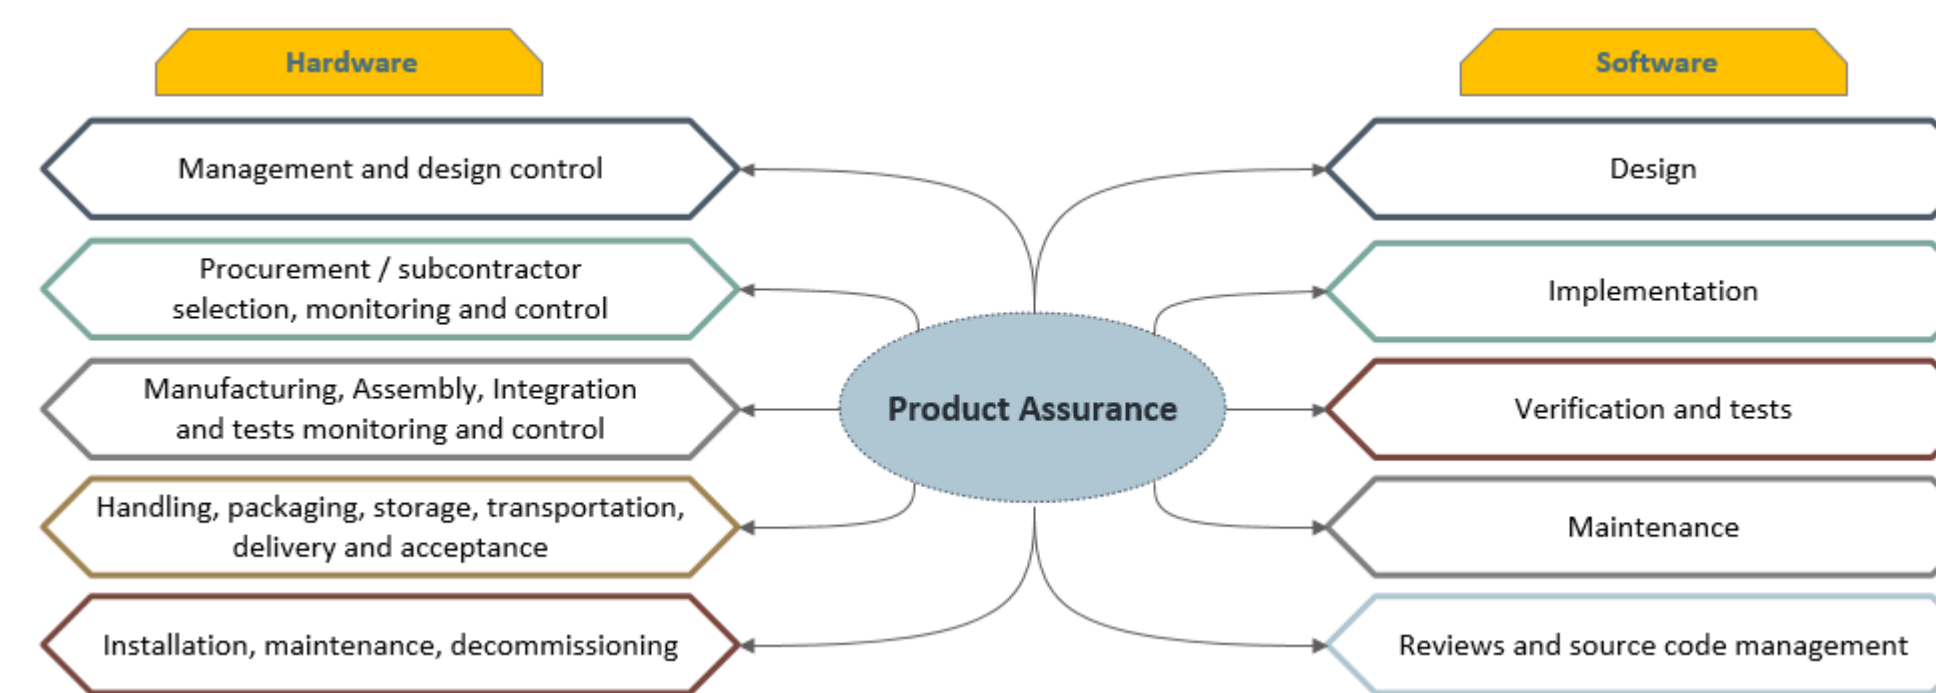 Hardware
Management and design control
Procurement / subcontractor
selection, monitoring and control
Manufacturing, Assembly, Integration
and tests monitoring and control
Handling, packaging, storage, transportation,
delivery and acceptance
Installation, maintenance, decommissioning
Product Assurance
Software
Design
Implementation
Verification and tests
Maintenance
Reviews and source code management